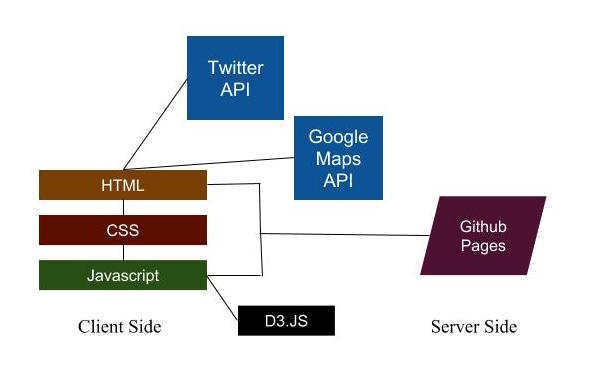 Twitter
API
Google
Maps
API
HTML
CSS
Javascript
Github
Pages
D3.JS
Client Side
Server Side